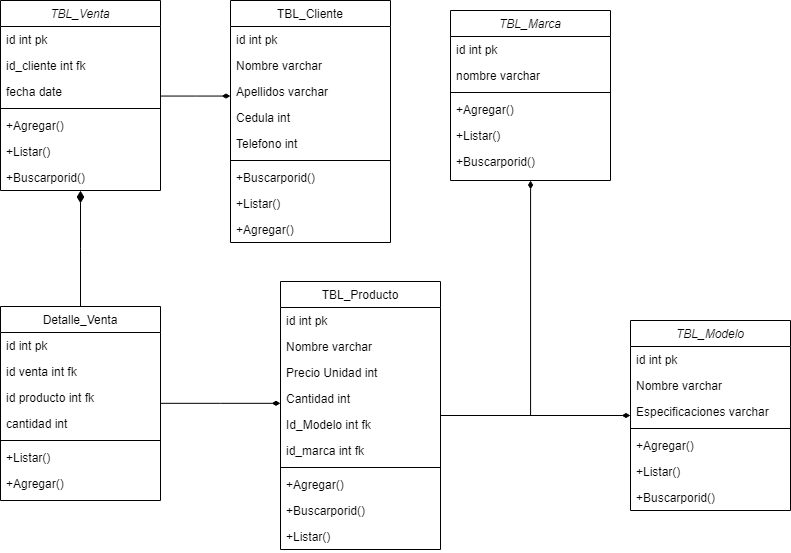 TBL_Venta
id int pk
id_cliente int fk
fecha date
+Agregar()
+Listar()
+Buscarporid()
TBL_Cliente
id int pk
Nombre varchar
Apellidos varchar
Cedula int
Telefono int
+Buscarporid()
+Listar()
+Agregar()
TBL_Marca
id int pk
nombre varchar
+Agregar()
+Listar()
+Buscarporid()
Detalle_Venta
id int pk
id venta int fk
id producto int fk
cantidad int
+Listar()
+Agregar()
TBL_Producto
id int pk
Nombre varchar
Precio Unidad int
Cantidad int
Id_Modelo int fk
id_marca int fk
+Agregar()
+Buscarporid()
+Listar()
TBL_Modelo
id int pk
Nombre varchar
Especificaciones varchar
+Agregar()
+Listar()
+Buscarporid()